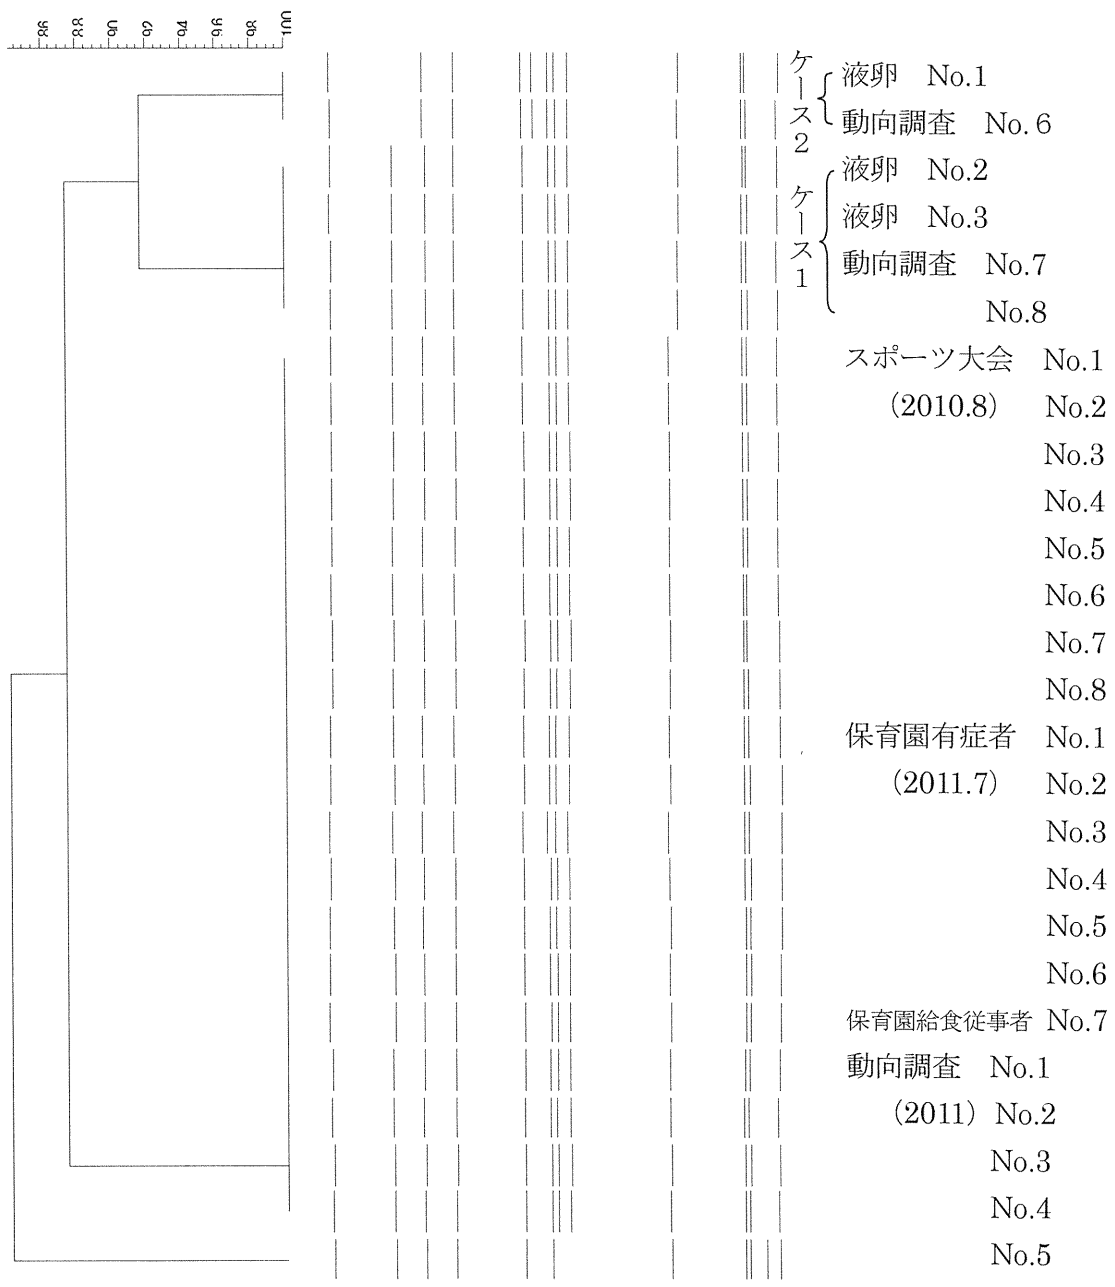 86 88 90 92 94 96 98 100
ケース2
液卵 No.1
動向調査 No.6
ケース1
液卵 No.2
液卵 No.3
動向調査 No.7
No.8
スポーツ大会 No.1
(2010.8) No.2
No.3
No.4
No.5
No.6
No.7
No.8
保育園有症者 No.1
(2011.7) No.2
No.3
No.4
No.5
No.6
保育園給食従事者 No.7
動向調査 No.1
(2011) No.2
No.3
No.4
No.5